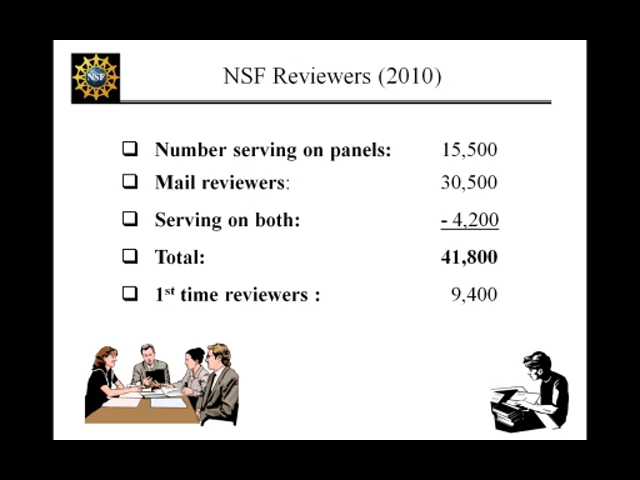 NSF
NSF Reviewers (2010)
Number serving on panels: 15,500
Mail reviewers: 30,500
Serving on both: - 4,200
Total: 41,800
1st time reviewers : 9,400